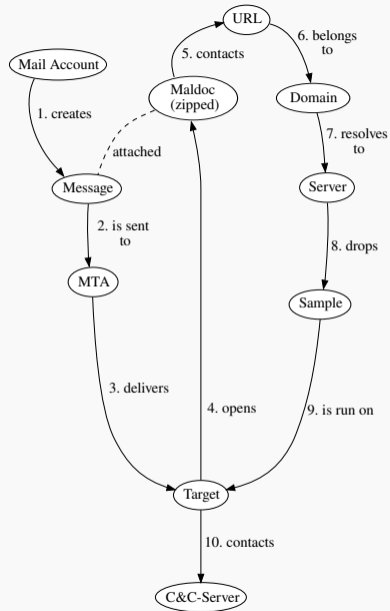 URL
6. belongs
to
5. contacts
Mail Account
Maldoc
(zipped)
Domain
1. creates
7. resolves
to
attached
Message
Server
2. is sent
to
8. drops
MTA
Sample
3. delivers
4. opens
9. is run on
Target
10. contacts
C&C-Server